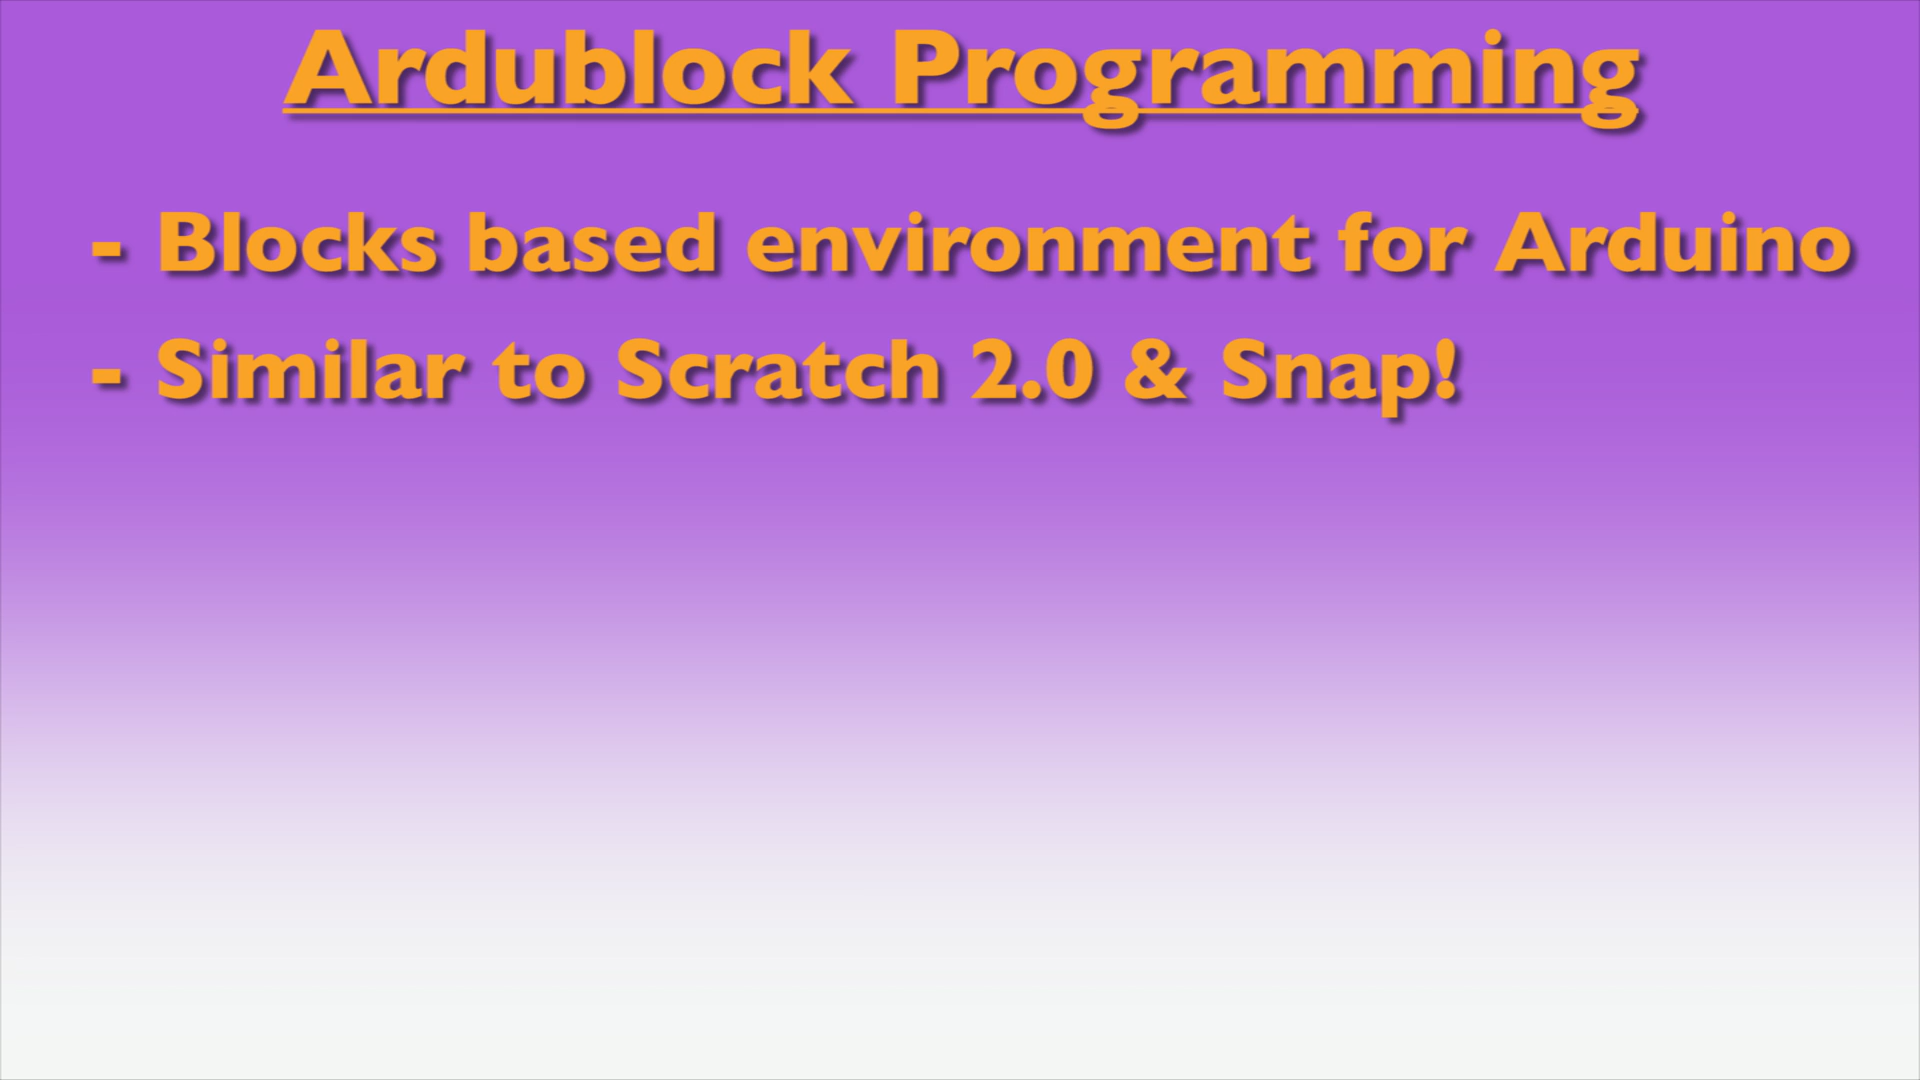 Ardublock Programming
- Blocks based environment for Arduino
- Similar to Scratch 2.0 & Snap!